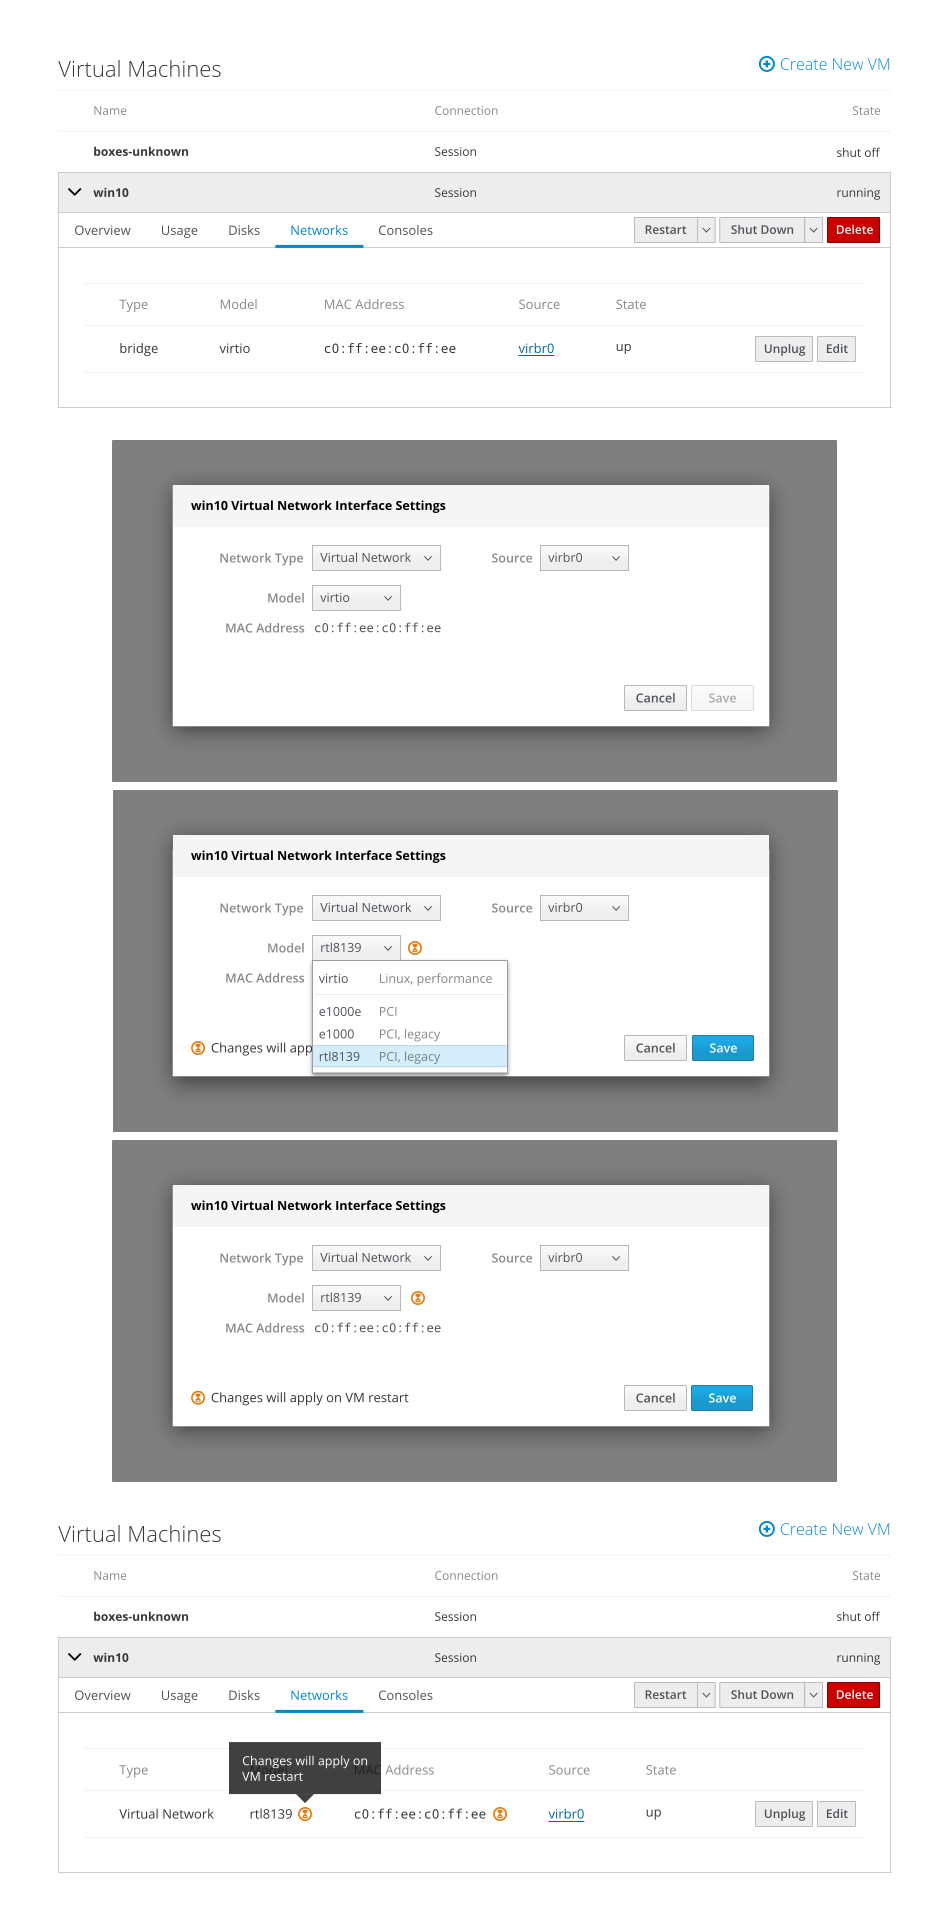 Virtual Machines
Create New VM
Name Connection State
boxes-unknown Session shut off
win10 Session running
Overview Usage Disks Networks Consoles Restart Shut Down Delete
Type Model MAC Address Source State
bridge virtio c0:ff:ee:c0:ff:ee virbr0 up Unplug Edit
win10 Virtual Network Interface Settings
Network Type Virtual Network Source virbr0
Model virtio
MAC Address c0:ff:ee:c0:ff:ee
Cancel Save
win10 Virtual Network Interface Settings
Network Type Virtual Network Source virbr0
Model rtl8139
MAC Address
virtio Linux, performance
e1000e PCI
e1000 PCI, legacy
rtl8139 PCI, legacy
Changes will app
Cancel Save
win10 Virtual Network Interface Settings
Network Type Virtual Network Source virbr0
Model rtl8139
MAC Address c0:ff:ee:c0:ff:ee
Changes will apply on VM restart Cancel Save
Virtual Machines
Create New VM
Name Connection State
boxes-unknown Session shut off
win10 Session running
Overview Usage Disks Networks Consoles Restart Shut Down Delete
Changes will apply on
VM restart
Type Model MAC Address Source State
Virtual Network rtl8139 c0:ff:ee:c0:ff:ee virbr0 up Unplug Edit